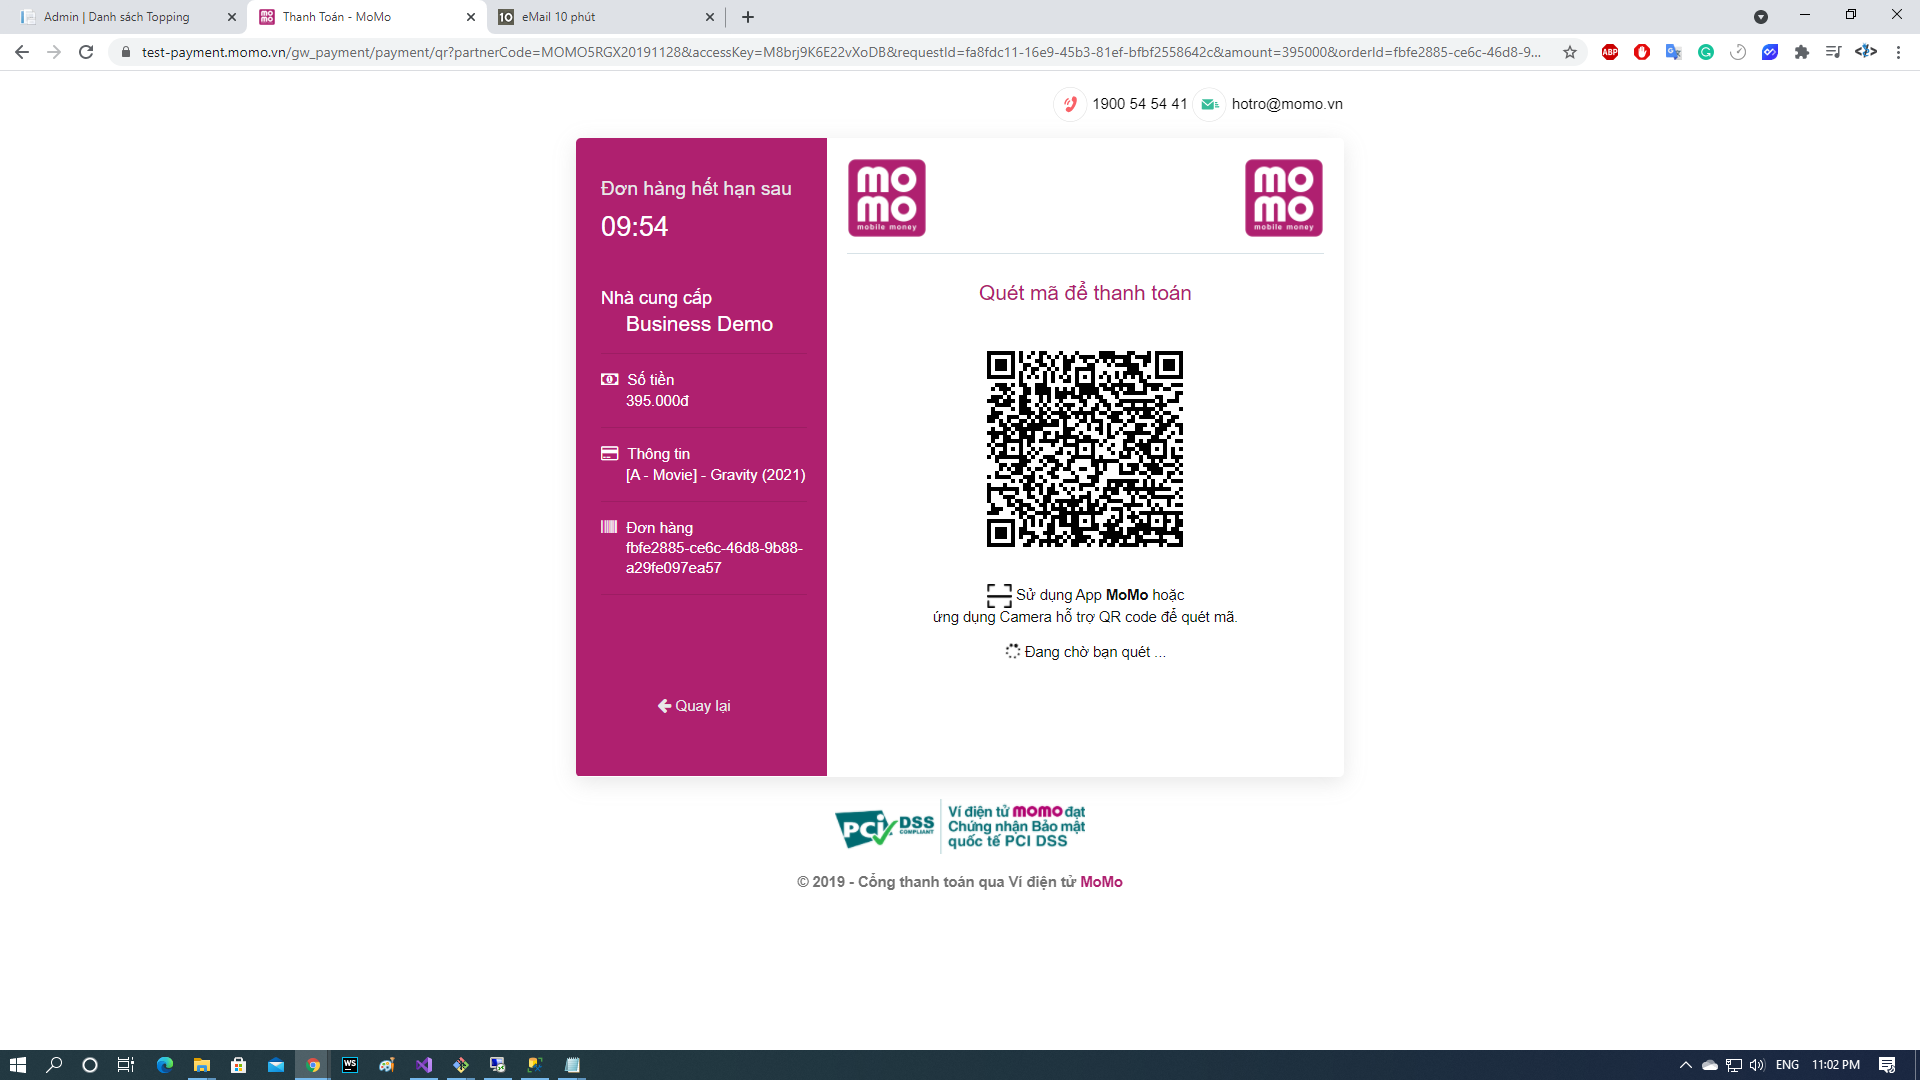 Admin | Danh sách Topping
Thanh Toán - MoMo
10 eMail 10 phút
test-payment.momo.vn/gw_payment/payment/qr?partnerCode=MOMO5RGX20191128&accessKey=M8brj9K6E22vXoDB&requestId=fa8fdc11-16e9-45b3-81ef-bfbf2558642c&amount=395000&orderId=fbfe2885-ce6c-46d8-9...
ABP
1900 54 54 41
hotro@momo.vn
Đơn hàng hết hạn sau
09:54
Nhà cung cấp
Business Demo
Số tiền
395.000đ
Thông tin
[A - Movie] - Gravity (2021)
Đơn hàng
fbfe2885-ce6c-46d8-9b88-
a29fe097ea57
Quay lại
mo
mo
mobile money
mo
mo
mobile money
Quét mã để thanh toán
Sử dụng App MoMo hoặc
ứng dụng Camera hỗ trợ QR code để quét mã.
Đang chờ bạn quét ...
PCI DSS
COMPLIANT
Ví điện tử momo đạt
Chứng nhận Bảo mật
quốc tế PCI DSS
© 2019 - Cổng thanh toán qua Ví điện tử MoMo
WS
ENG
11:02 PM